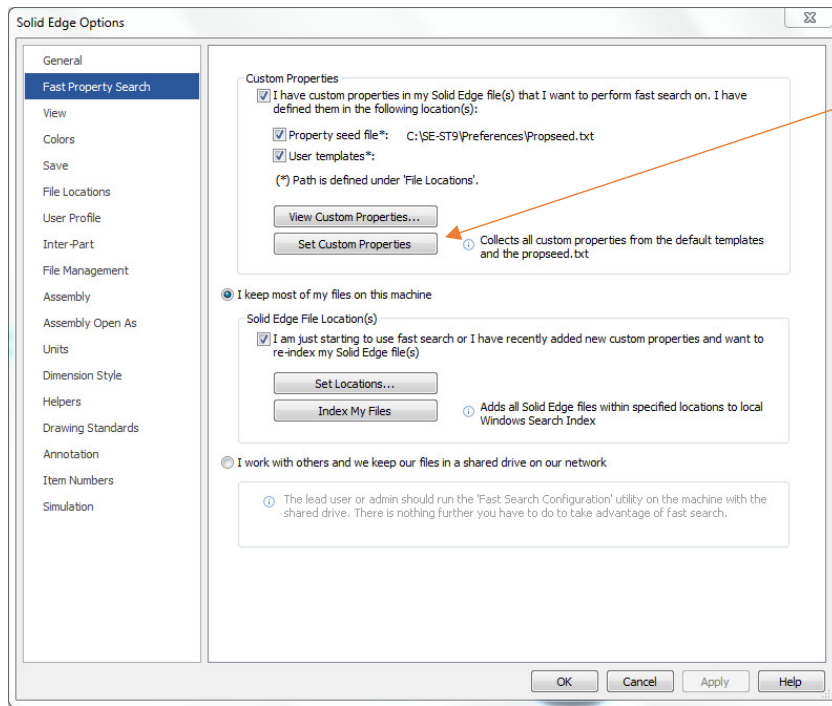 Solid Edge Options
General
Fast Property Search
View
Colors
Save
File Locations
User Profile
Inter-Part
File Management
Assembly
Assembly Open As
Units
Dimension Style
Helpers
Drawing Standards
Annotation
Item Numbers
Simulation
Custom Properties
I have custom properties in my Solid Edge file(s) that I want to perform fast search on. I have
defined them in the following location(s):
Property seed file*: C:\SE-ST9\Preferences\Propseed.txt
User templates*:
(*) Path is defined under 'File Locations'.
View Custom Properties...
Set Custom Properties
Collects all custom properties from the default templates
and the propseed.txt
I keep most of my files on this machine
Solid Edge File Location(s)
I am just starting to use fast search or I have recently added new custom properties and want to
re-index my Solid Edge file(s)
Set Locations...
Index My Files
Adds all Solid Edge files within specified locations to local
Windows Search Index
I work with others and we keep our files in a shared drive on our network
The lead user or admin should run the 'Fast Search Configuration' utility on the machine with the
shared drive. There is nothing further you have to do to take advantage of fast search.
OK Cancel Apply Help